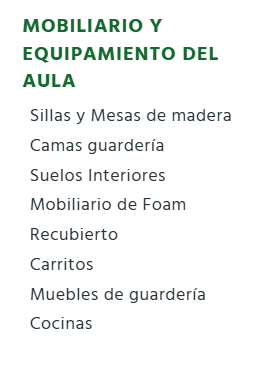 MOBILIARIO Y
EQUIPAMIENTO DEL
AULA
Sillas y Mesas de madera
Camas guardería
Suelos Interiores
Mobiliario de Foam
Recubierto
Carritos
Muebles de guardería
Cocinas